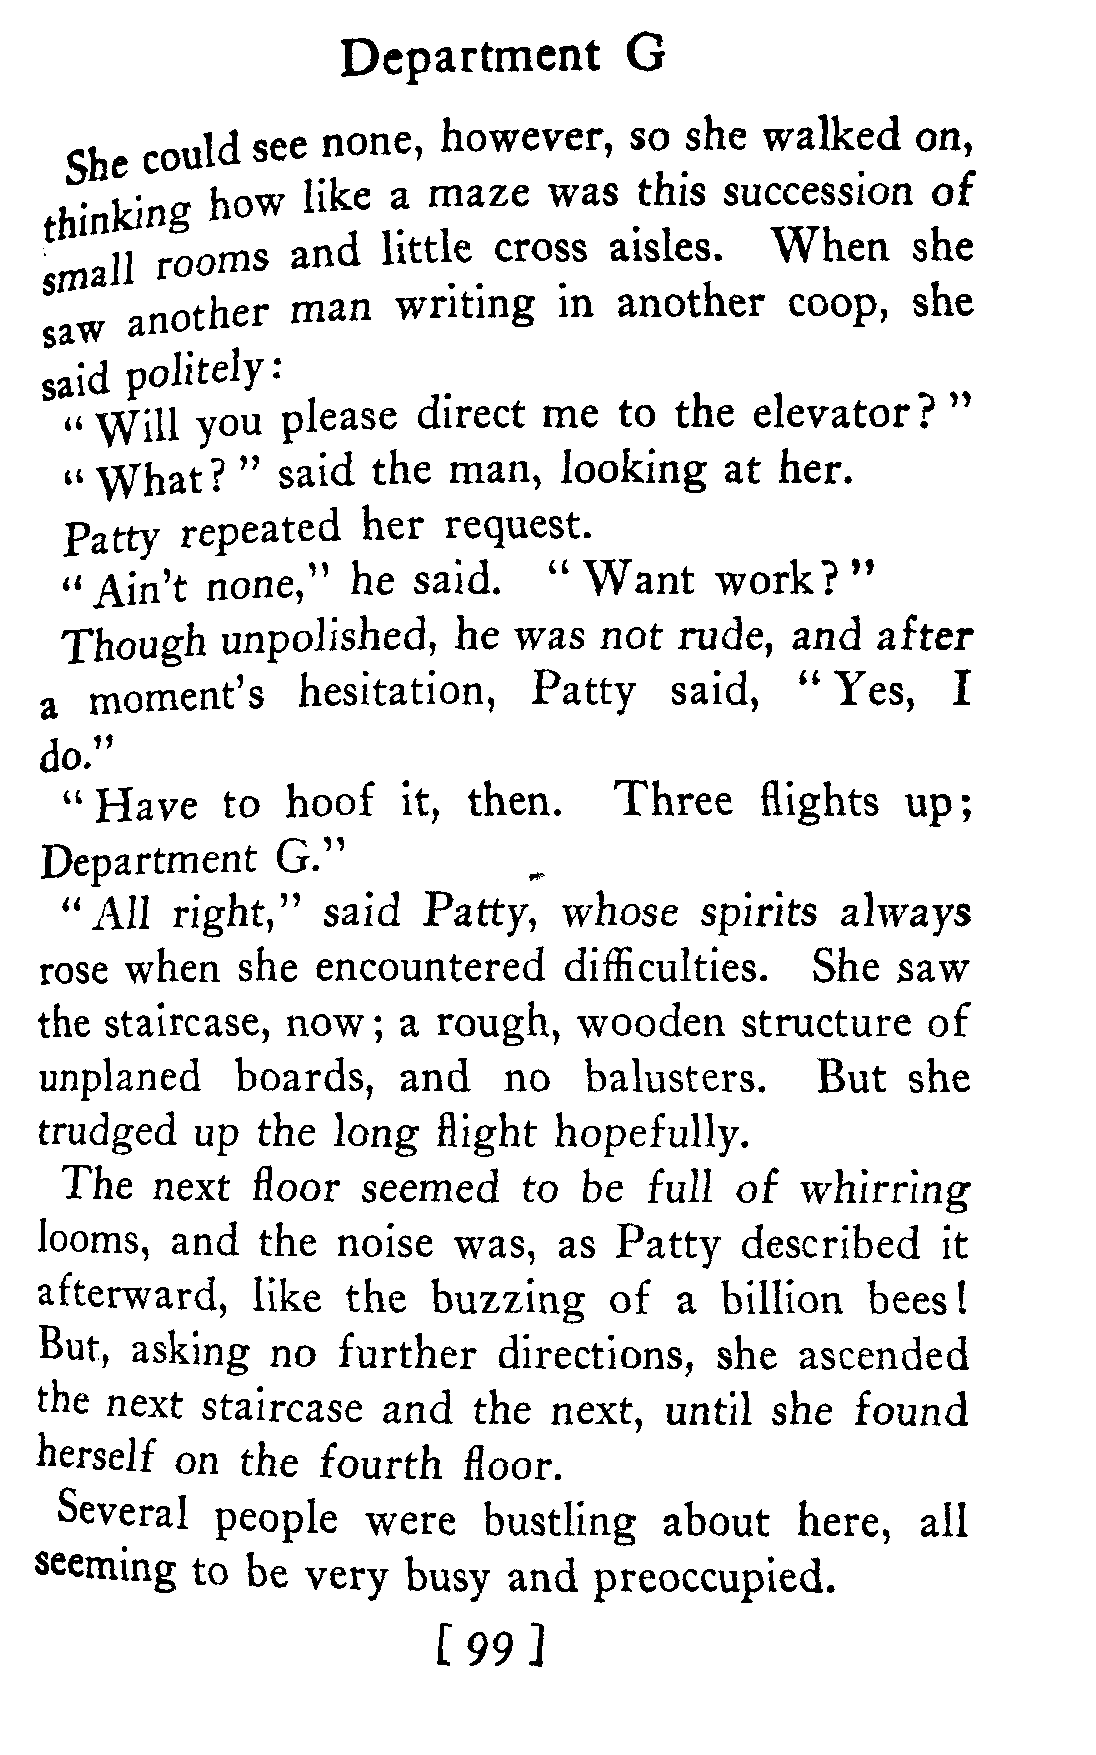 Department G
She could see none, however, so she walked on,
thinking how like a maze was this succession of
small rooms and little cross aisles. When she
saw another man writing in another coop, she
said politely:
“Will you please direct me to the elevator?”
“What?” said the man, looking at her.
Patty repeated her request.
“Ain't none,” he said. “Want work?”
Though unpolished, he was not rude, and after
a moment's hesitation, Patty said, “Yes, I
do.”
“Have to hoof it, then. Three flights up;
Department G.”
“All right,” said Patty, whose spirits always
rose when she encountered difficulties. She saw
the staircase, now; a rough, wooden structure of
unplaned boards, and no balusters. But she
trudged up the long flight hopefully.
The next floor seemed to be full of whirring
looms, and the noise was, as Patty described it
afterward, like the buzzing of a billion bees!
But, asking no further directions, she ascended
the next staircase and the next, until she found
herself on the fourth floor.
Several people were bustling about here, all
seeming to be very busy and preoccupied.
[ 99 ]